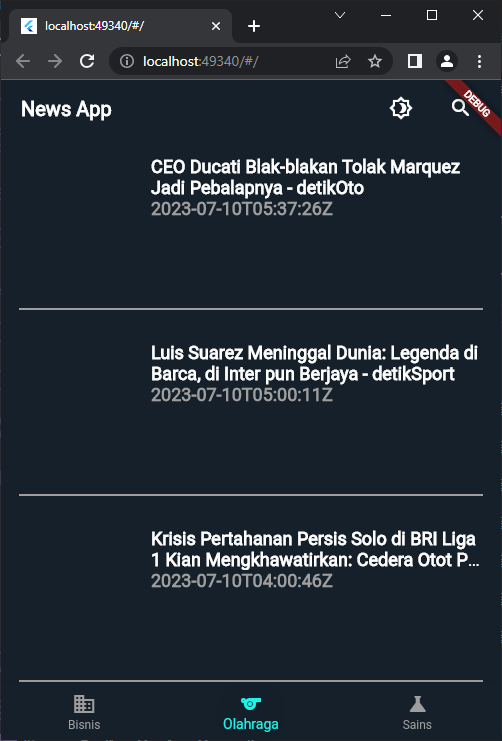 localhost:49340/#/
localhost:49340/#/
News App
DEBUG
CEO Ducati Blak-blakan Tolak Marquez
Jadi Pebalapnya - detikOto
2023-07-10T05:37:26Z
Luis Suarez Meninggal Dunia: Legenda di
Barca, di Inter pun Berjaya - detikSport
2023-07-10T05:00:11Z
Krisis Pertahanan Persis Solo di BRI Liga
1 Kian Mengkhawatirkan: Cedera Otot P...
2023-07-10T04:00:46Z
Bisnis
Olahraga
Sains